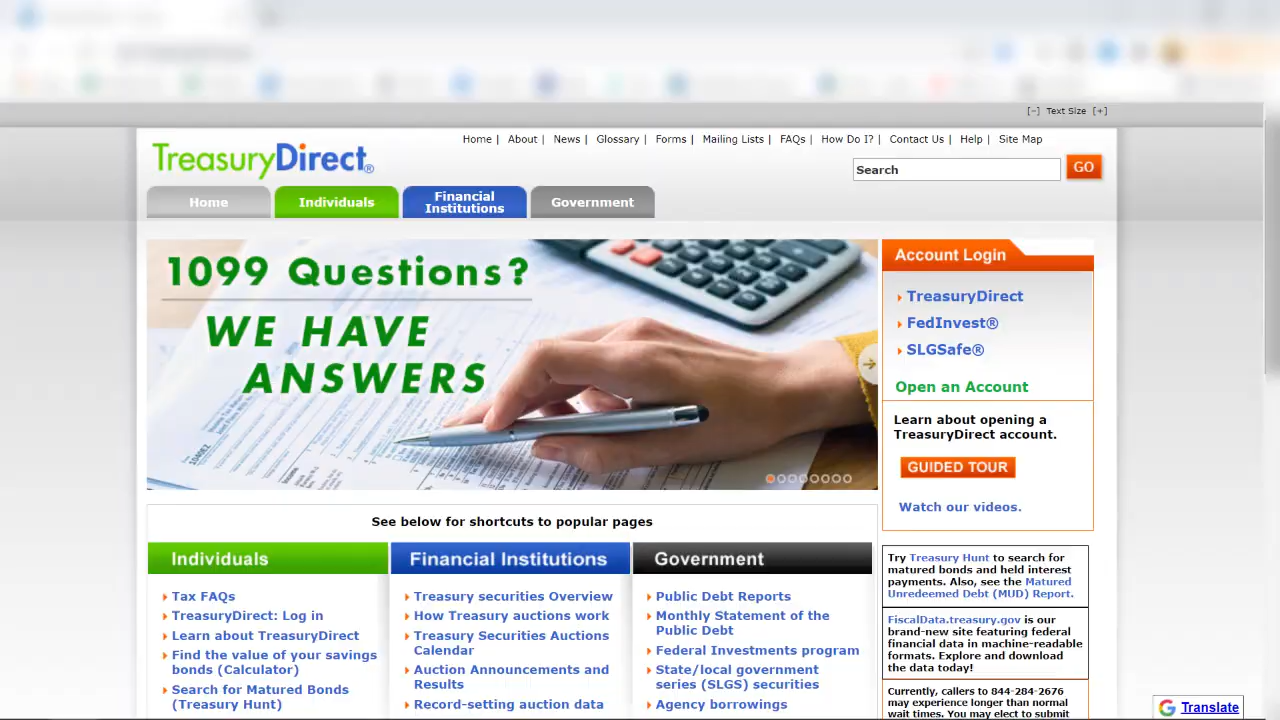 [-] Text Size [+]
Home | About | News | Glossary | Forms | Mailing Lists | FAQs | How Do I? | Contact Us | Help | Site Map
TreasuryDirect®
Search GO
Home Individuals Financial Institutions Government
1099 Questions?
WE HAVE
ANSWERS
Account Login
TreasuryDirect
FedInvest®
SLGSafe®
Open an Account
Learn about opening a
TreasuryDirect account.
GUIDED TOUR
Watch our videos.
See below for shortcuts to popular pages
Individuals
Tax FAQs
TreasuryDirect: Log in
Learn about TreasuryDirect
Find the value of your savings
bonds (Calculator)
Search for Matured Bonds
(Treasury Hunt)
Financial Institutions
Treasury securities Overview
How Treasury auctions work
Treasury Securities Auctions
Calendar
Auction Announcements and
Results
Record-setting auction data
Government
Public Debt Reports
Monthly Statement of the
Public Debt
Federal Investments program
State/local government
series (SLGS) securities
Agency borrowings
Try Treasury Hunt to search for
matured bonds and held interest
payments. Also, see the Matured
Unredeemed Debt (MUD) Report.
FiscalData.treasury.gov is our
brand-new site featuring federal
financial data in machine-readable
formats. Explore and download
the data today!
Currently, callers to 844-284-2676
may experience longer than normal
wait times. You may elect to submit
Translate